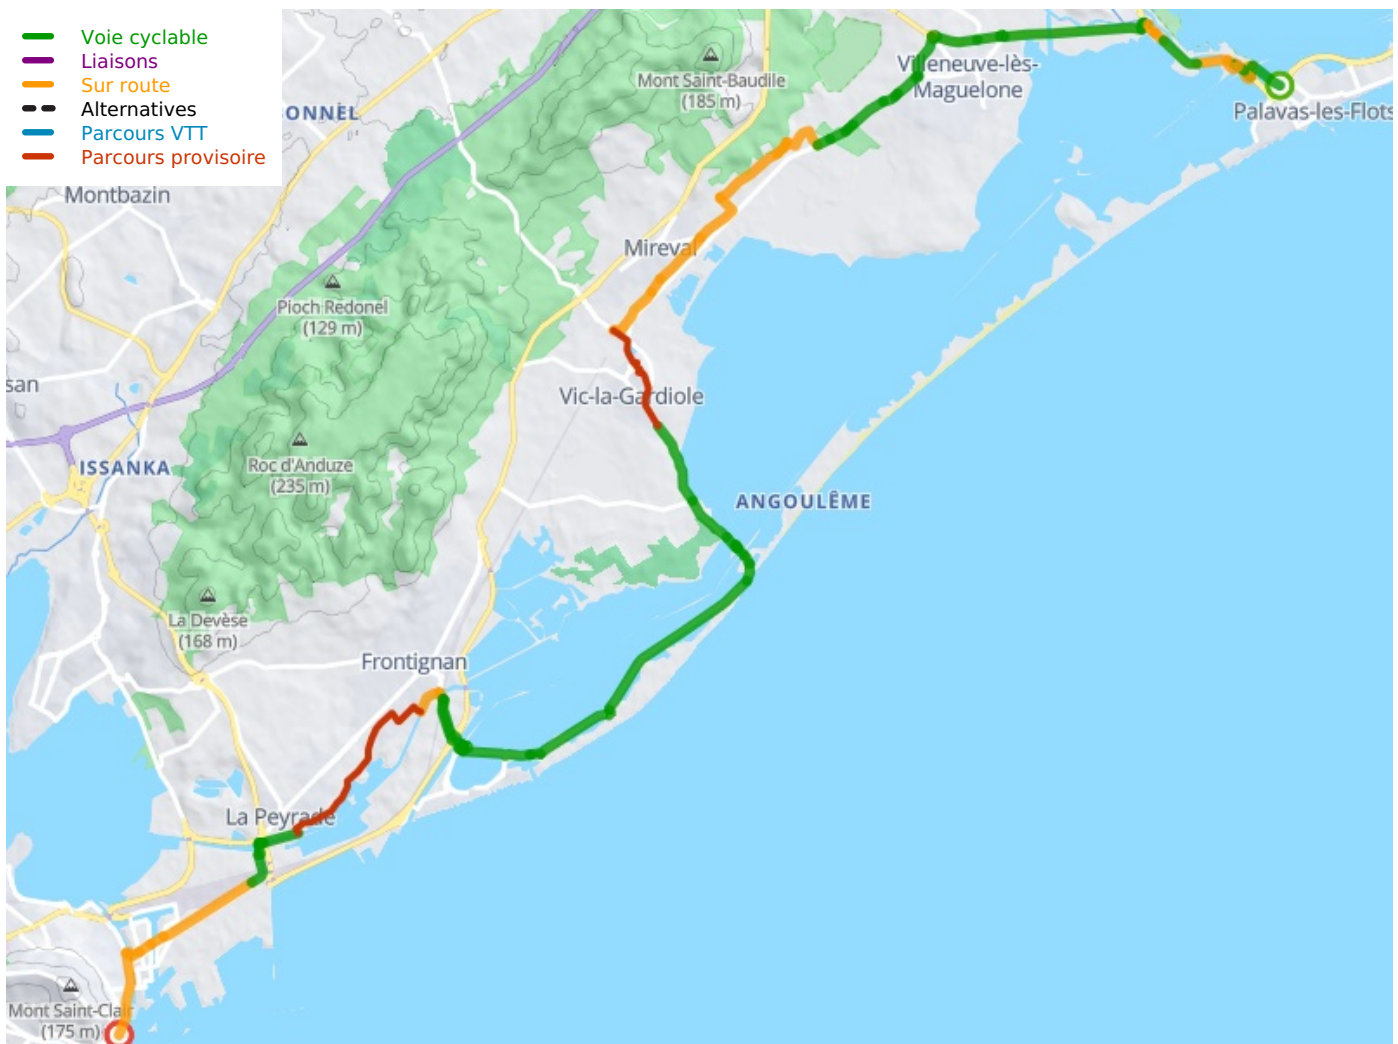 Voie cyclable
Liaisons
Sur route
Alternatives
Parcours VTT
Parcours provisoire
Mont Saint-Baudile
(185 m)
Villeneuve-lès-
Maguelone
Palavas-les-Flots
ONNEL
Montbazin
Mireval
Pioch Redonel
(129 m)
san
Vic-la-Gardiole
ISSANKA
Roc d'Anduze
(235 m)
ANGOULÊME
La Devèse
(168 m)
Frontignan
La Peyrade
Mont Saint-Clair
(175 m)